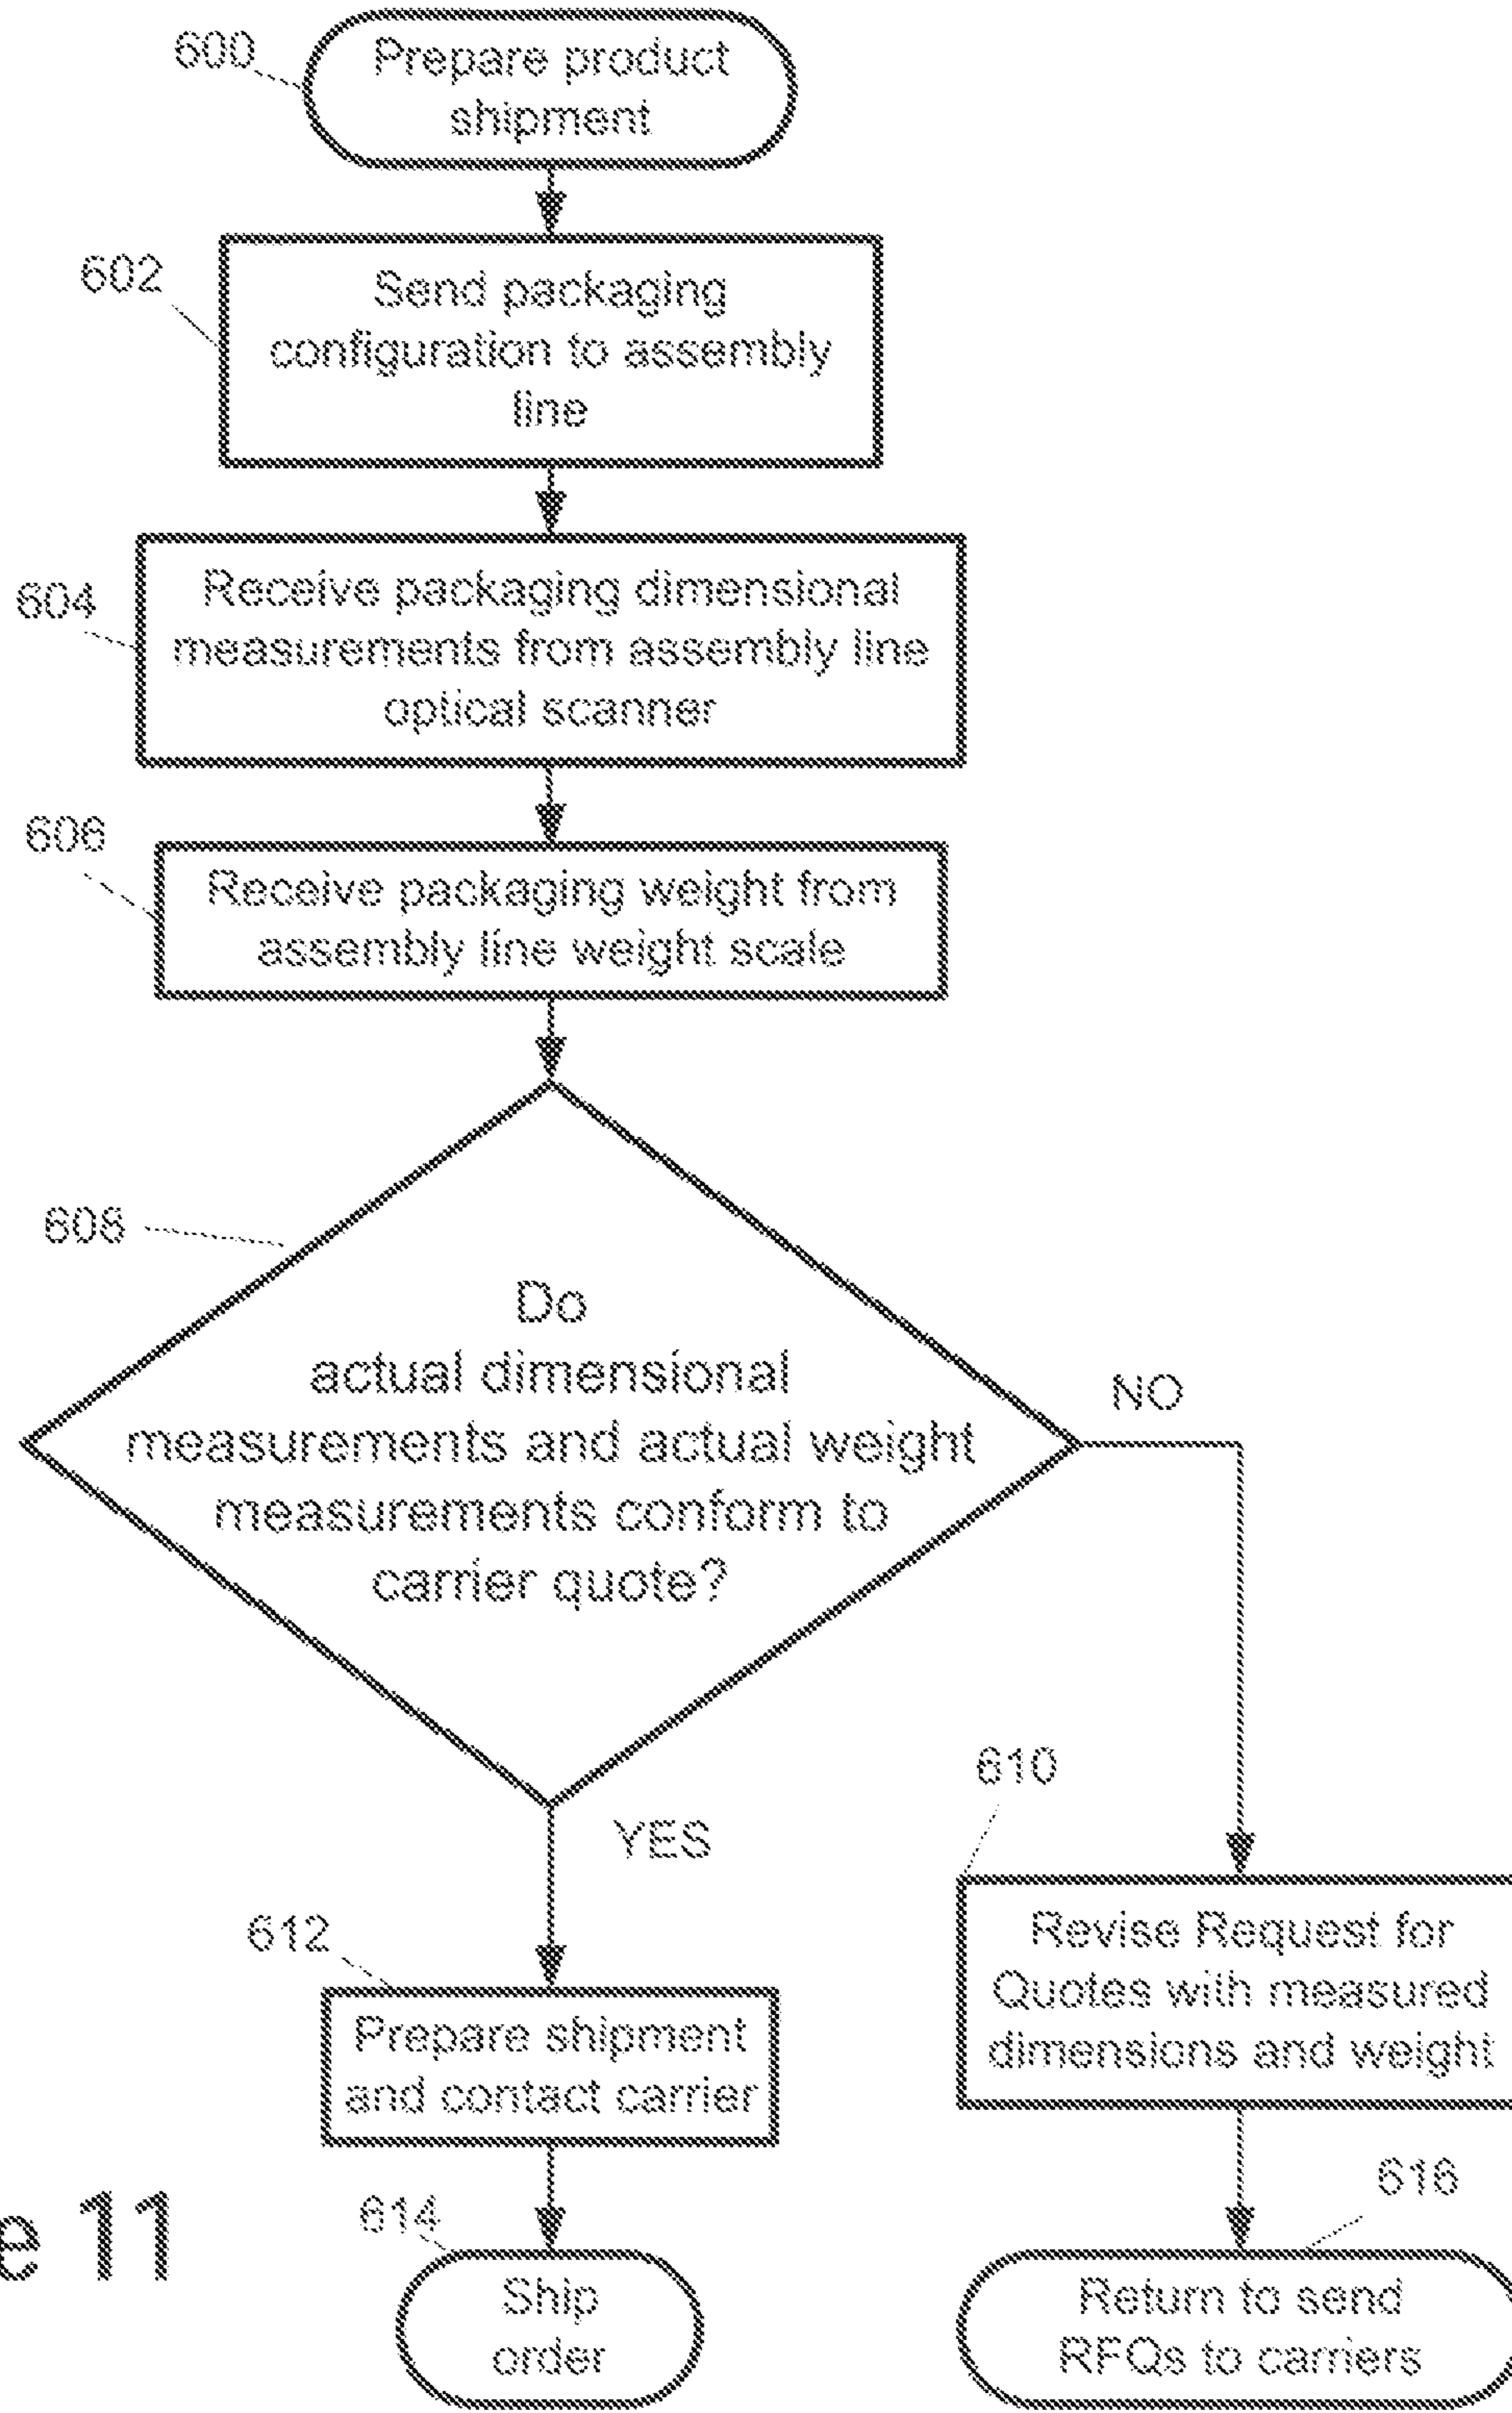 600
Prepare product
shipment
602
Send packaging
configuration to assembly
line
604
Receive packaging dimensional
measurements from assembly line
optical scanner
606
Receive packaging weight from
assembly line weight scale
608
Do
actual dimensional
measurements and actual weight
measurements conform to
carrier quote?
NO
YES
610
Revise Request for
Quotes with measured
dimensions and weight
612
Prepare shipment
and contact carrier
614
Ship
order
616
Return to send
RFQs to carriers
e 11